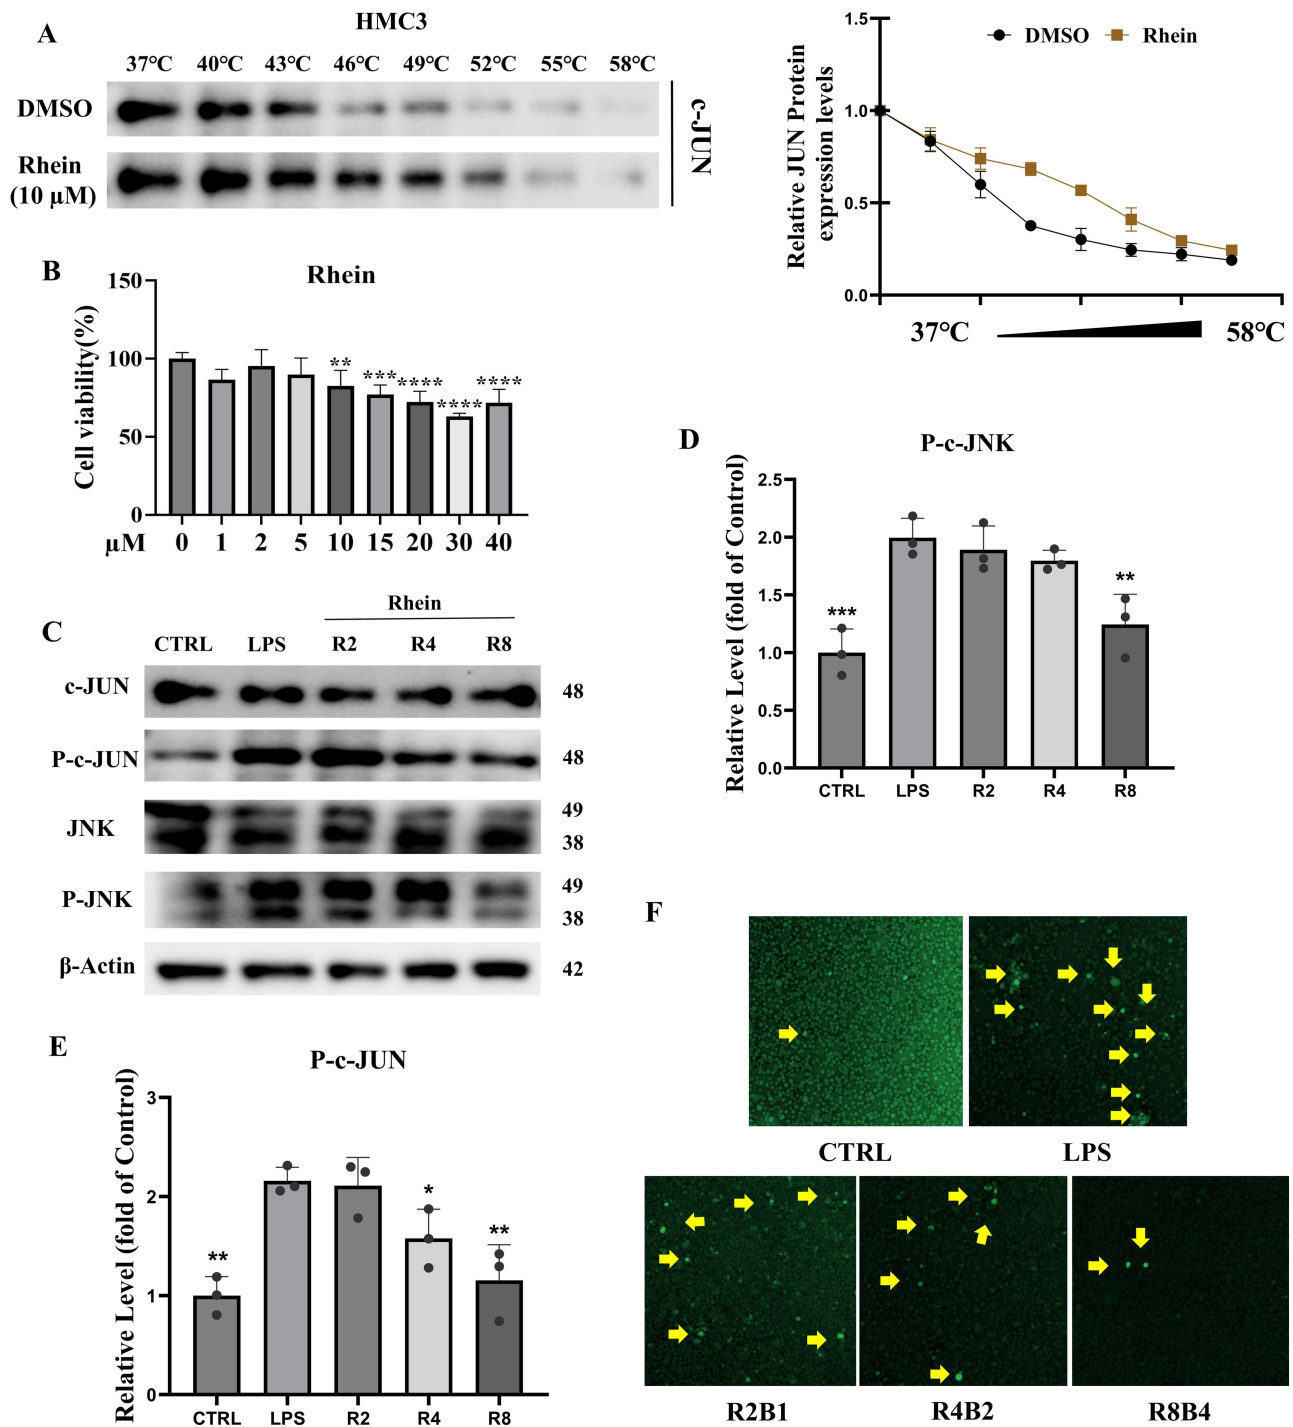 A
HMC3
37°C 40°C 43°C 46°C 49°C 52°C 55°C 58°C
DMSO
Rhein
(10 μM)
c-JUN
DMSO Rhein
Relative JUN Protein
expression levels
1.5
1.0
0.5
0.0
37°C 58°C
B
Rhein
Cell viability(%)
150
100
50
0
** *** **** **** ****
μM 0 1 2 5 10 15 20 30 40
C
Rhein
CTRL LPS R2 R4 R8
c-JUN 48
P-c-JUN 48
JNK 49
38
P-JNK 49
38
β-Actin 42
D
P-c-JNK
Relative Level (fold of Control)
2.5
2.0
1.5
1.0
0.5
0.0
*** **
CTRL LPS R2 R4 R8
E
P-c-JUN
Relative Level (fold of Control)
3
2
1
0
** * **
CTRL LPS R2 R4 R8
F
CTRL LPS
R2B1 R4B2 R8B4